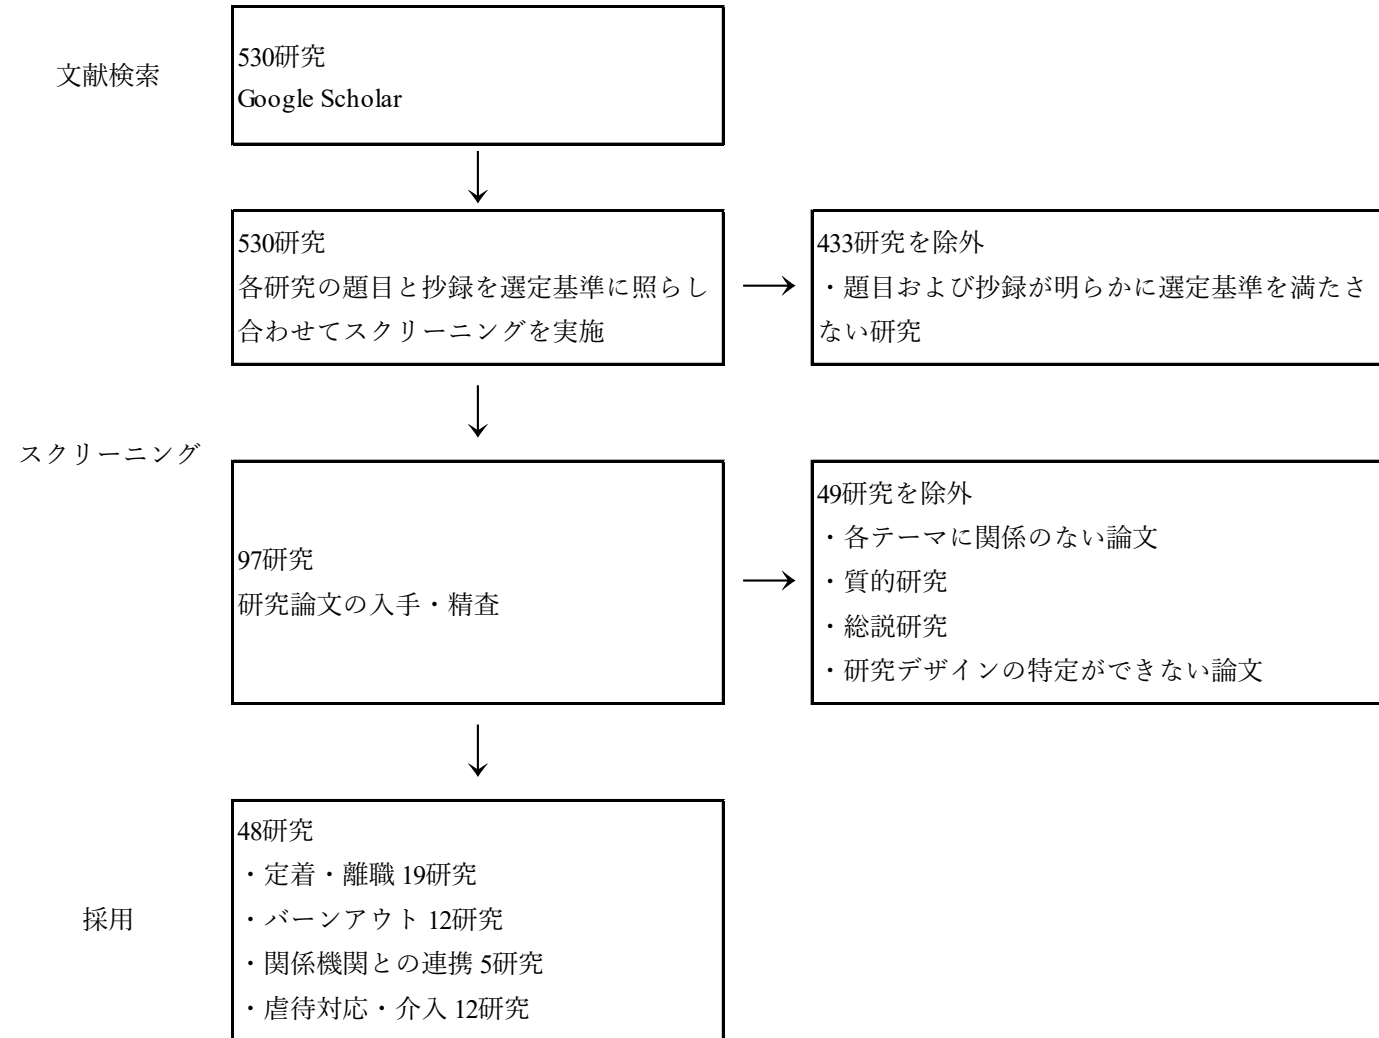 文献検索
530研究
Google Scholar
530研究
各研究の題目と抄録を選定基準に照らし
合わせてスクリーニングを実施
433研究を除外
・題目および抄録が明らかに選定基準を満たさ
ない研究
スクリーニング
97研究
研究論文の入手・精査
49研究を除外
・各テーマに関係のない論文
・質的研究
・総説研究
・研究デザインの特定ができない論文
採用
48研究
・定着・離職 19研究
・バーンアウト 12研究
・関係機関との連携 5研究
・虐待対応・介入 12研究